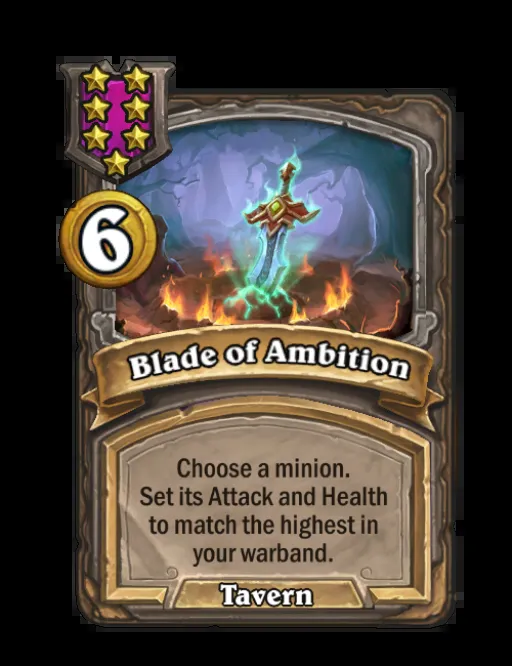 6
Blade of Ambition
Choose a minion.
Set its Attack and Health
to match the highest in
your warband.
Tavern